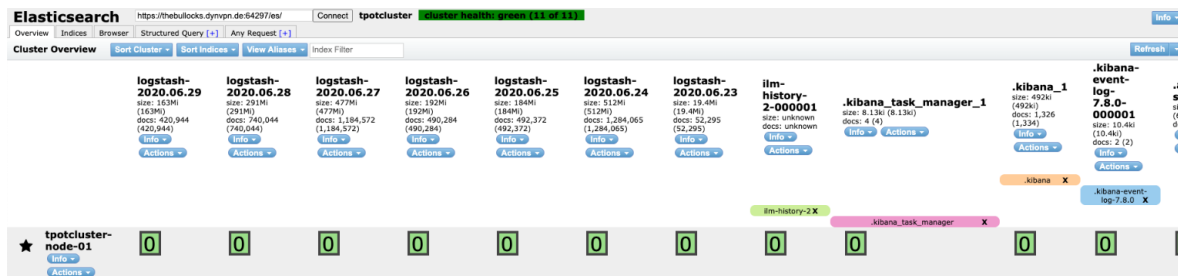 Elasticsearch https://thebullocks.dynvpn.de:64297/es/ Connect tpotcluster cluster health: green (11 of 11) Info
Overview Indices Browser Structured Query [+] Any Request [+]
Cluster Overview Sort Cluster Sort Indices View Aliases Index Filter Refresh
logstash-
2020.06.29
size: 163Mi
(163Mi)
docs: 420,944
(420,944)
Info
Actions
logstash-
2020.06.28
size: 291Mi
(291Mi)
docs: 740,044
(740,044)
Info
Actions
logstash-
2020.06.27
size: 477Mi
(477Mi)
docs: 1,184,572
(1,184,572)
Info
Actions
logstash-
2020.06.26
size: 192Mi
(192Mi)
docs: 490,284
(490,284)
Info
Actions
logstash-
2020.06.25
size: 184Mi
(184Mi)
docs: 492,372
(492,372)
Info
Actions
logstash-
2020.06.24
size: 512Mi
(512Mi)
docs: 1,284,065
(1,284,065)
Info
Actions
logstash-
2020.06.23
size: 19.4Mi
(19.4Mi)
docs: 52,295
(52,295)
Info
Actions
ilm-
history-
2-000001
size: unknown
docs: unknown
Info
Actions
.kibana_task_manager_1
size: 8.13ki (8.13ki)
docs: 4 (4)
Info Actions
.kibana_1
size: 492ki
(492ki)
docs: 1,326
(1,334)
Info
Actions
.kibana-
event-
log-
7.8.0-
000001
size: 10.4ki
(10.4ki)
docs: 2 (2)
Info
Actions
.kibana X
.kibana-event-
log-7.8.0 X
ilm-history-2 X
.kibana_task_manager X
tpotcluster-
node-01
Info
Actions
0 0 0 0 0 0 0 0 0 0 0